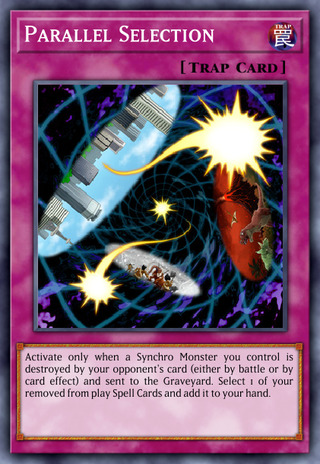 Parallel Selection
TRAP
罠
[Trap Card]
Activate only when a Synchro Monster you control is
destroyed by your opponent's card (either by battle or by
card effect) and sent to the Graveyard. Select 1 of your
removed from play Spell Cards and add it to your hand.